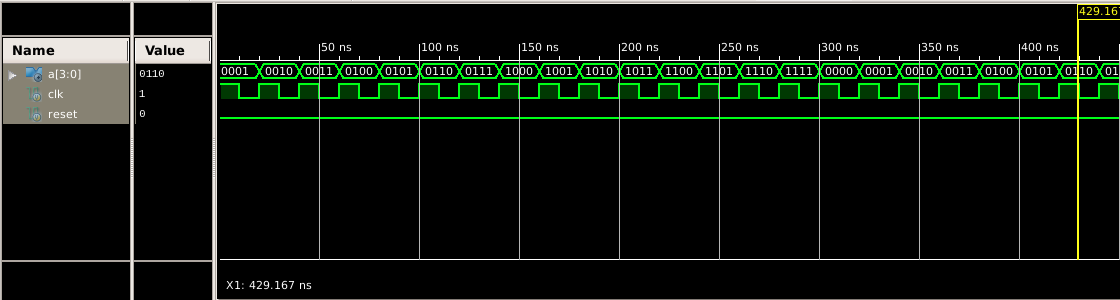 429.16
Name Value 50 ns 100 ns 150 ns 200 ns 250 ns 300 ns 350 ns 400 ns
a[3:0] 0110 0001 0010 0011 0100 0101 0110 0111 1000 1001 1010 1011 1100 1101 1110 1111 0000 0001 0010 0011 0100 0101 0110 01
clk 1
reset 0
X1: 429.167 ns